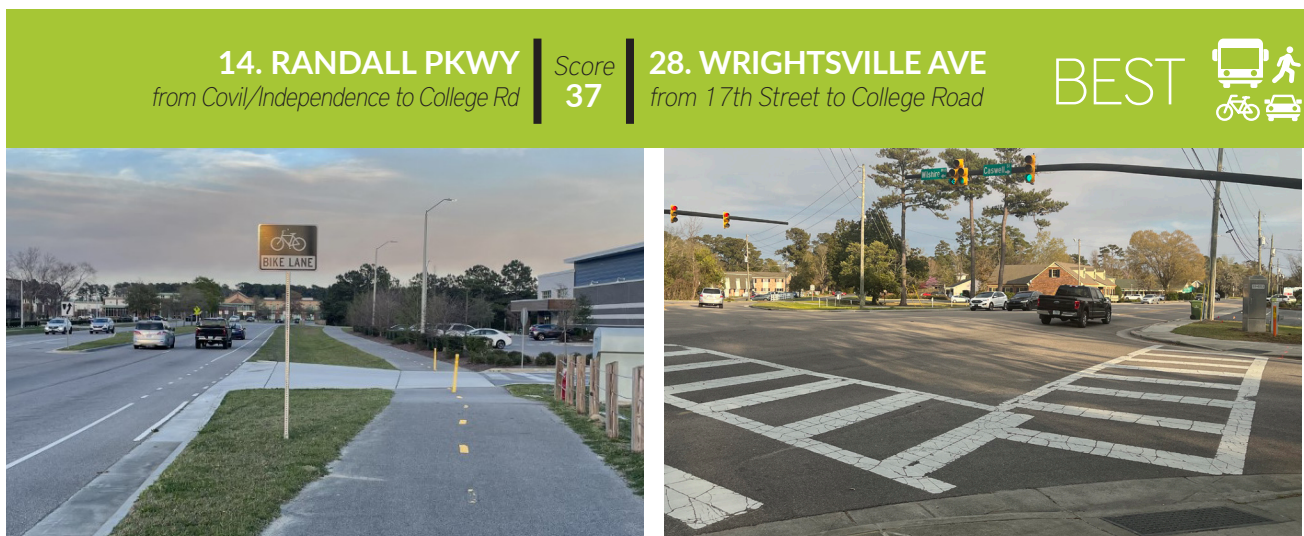 14. RANDALL PKWY
from Covil/Independence to College Rd
Score
37
28. WRIGHTSVILLE AVE
from 17th Street to College Road
BEST
BIKE LANE
Wilshire
Caswell